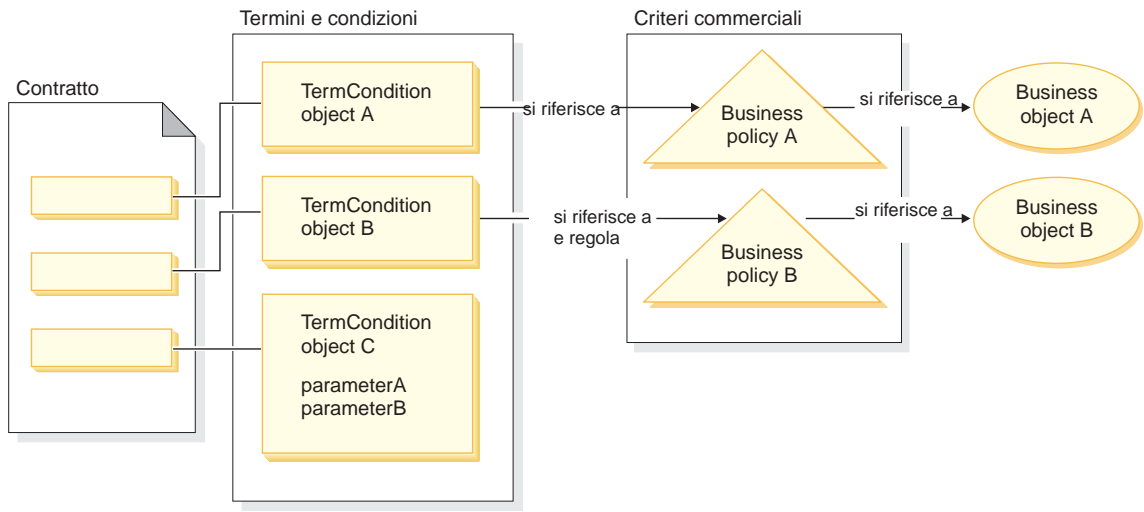 Termini e condizioni
Criteri commerciali
Contratto
TermCondition
object A
si riferisce a
Business
policy A
si riferisce a
Business
object A
TermCondition
object B
si riferisce a
e regola
Business
policy B
si riferisce a
Business
object B
TermCondition
object C
parameterA
parameterB